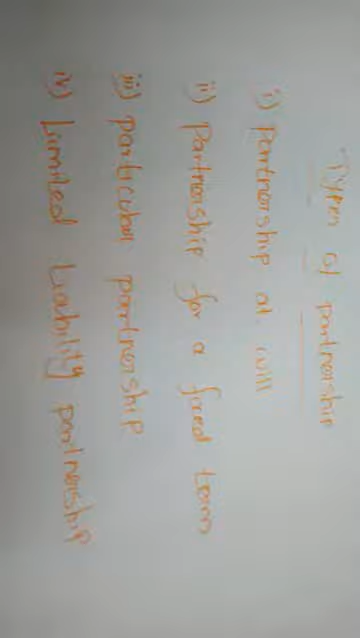 Types of partnership
i) Partnership at will
ii) Partnership for a fixed term
iii) particular partnership
iv) Limited Liability partnership